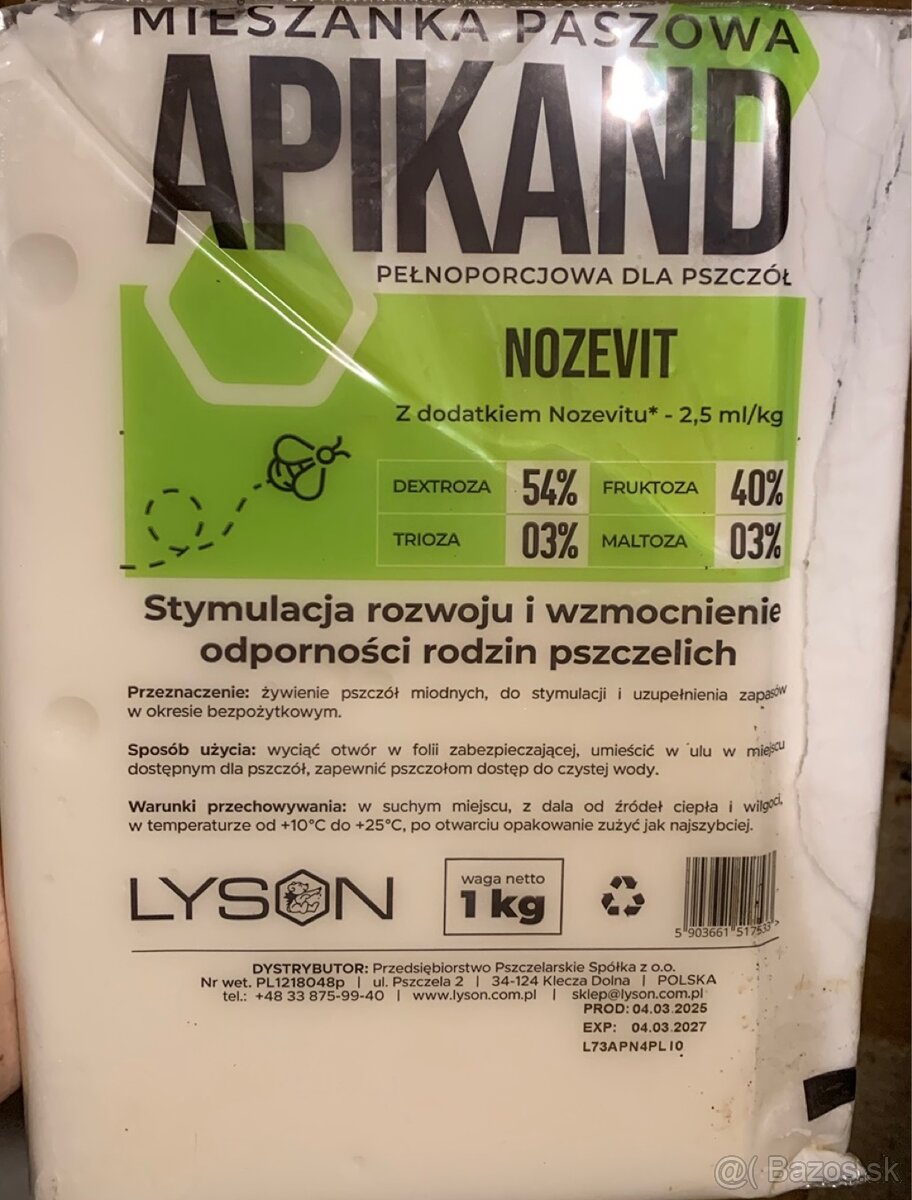 MIESZANKA PASZOWA
APIKAND
PEŁNOPORCJOWA DLA PSZCZÓŁ
NOZEVIT
Z dodatkiem Nozevitu* - 2,5 ml/kg
DEXTROZA 54% FRUKTOZA 40%
TRIOZA 03% MALTOZA 03%
Stymulacja rozwoju i wzmocnienie
odporności rodzin pszczelich
Przeznaczenie: żywienie pszczół miodnych, do stymulacji i uzupełnienia zapasów
w okresie bezpożytkowym.
Sposób użycia: wyciąć otwór w folii zabezpieczającej, umieścić w ulu w miejscu
dostępnym dla pszczół, zapewnić pszczołom dostęp do czystej wody.
Warunki przechowywania: w suchym miejscu, z dala od źródeł ciepła i wilgoci,
w temperaturze od +10°C do +25°C, po otwarciu opakowanie zużyć jak najszybciej.
LYSON
waga netto
1 kg
5 903661 517533 >
DYSTRYBUTOR: Przedsiębiorstwo Pszczelarskie Spółka z o.o.
Nr wet. PL1218048p | ul. Pszczela 2 | 34-124 Klecza Dolna | POLSKA
tel.: +48 33 875-99-40 | www.lyson.com.pl | sklep@lyson.com.pl
PROD: 04.03.2025
EXP: 04.03.2027
L73APN4PL10
@( Bazos.sk